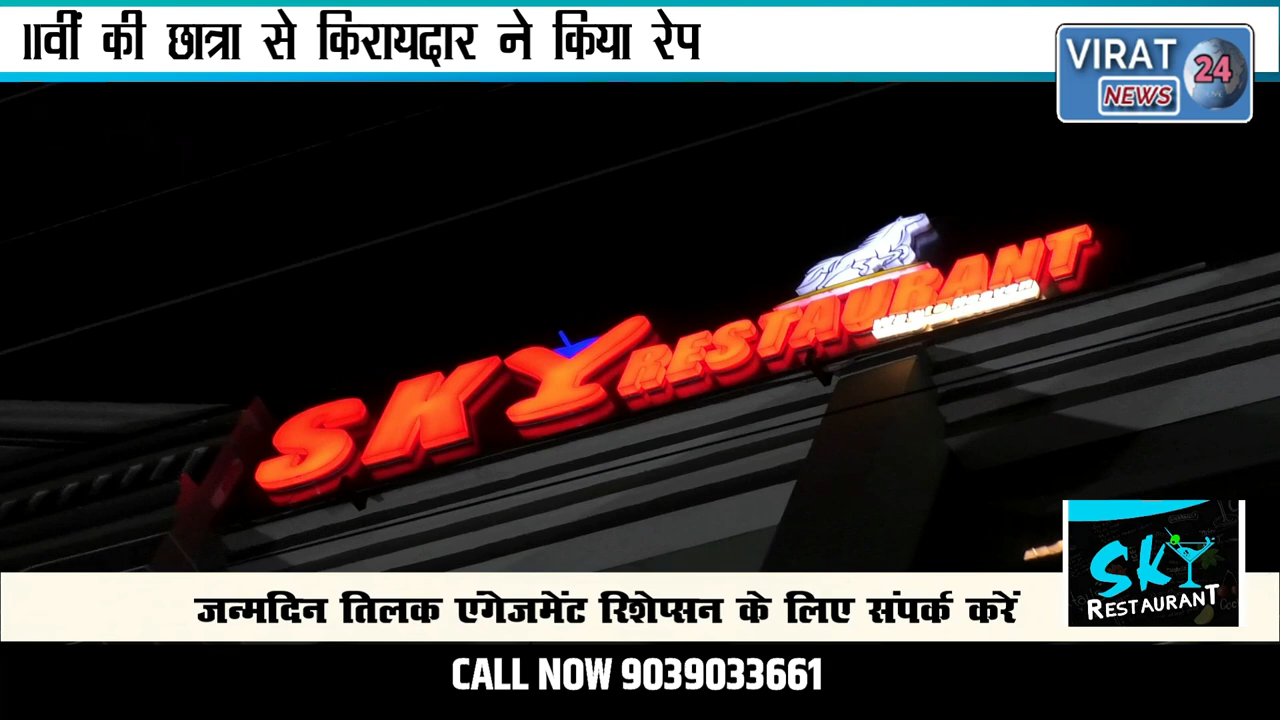 11वीं की छात्रा से किरायदार ने किया रेप
VIRAT
24
NEWS
SKY RESTAURANT
SKY
RESTAURANT
जन्मदिन तिलक एंगेजमेंट रिशेप्सन के लिए संपर्क करें
CALL NOW 9039033661